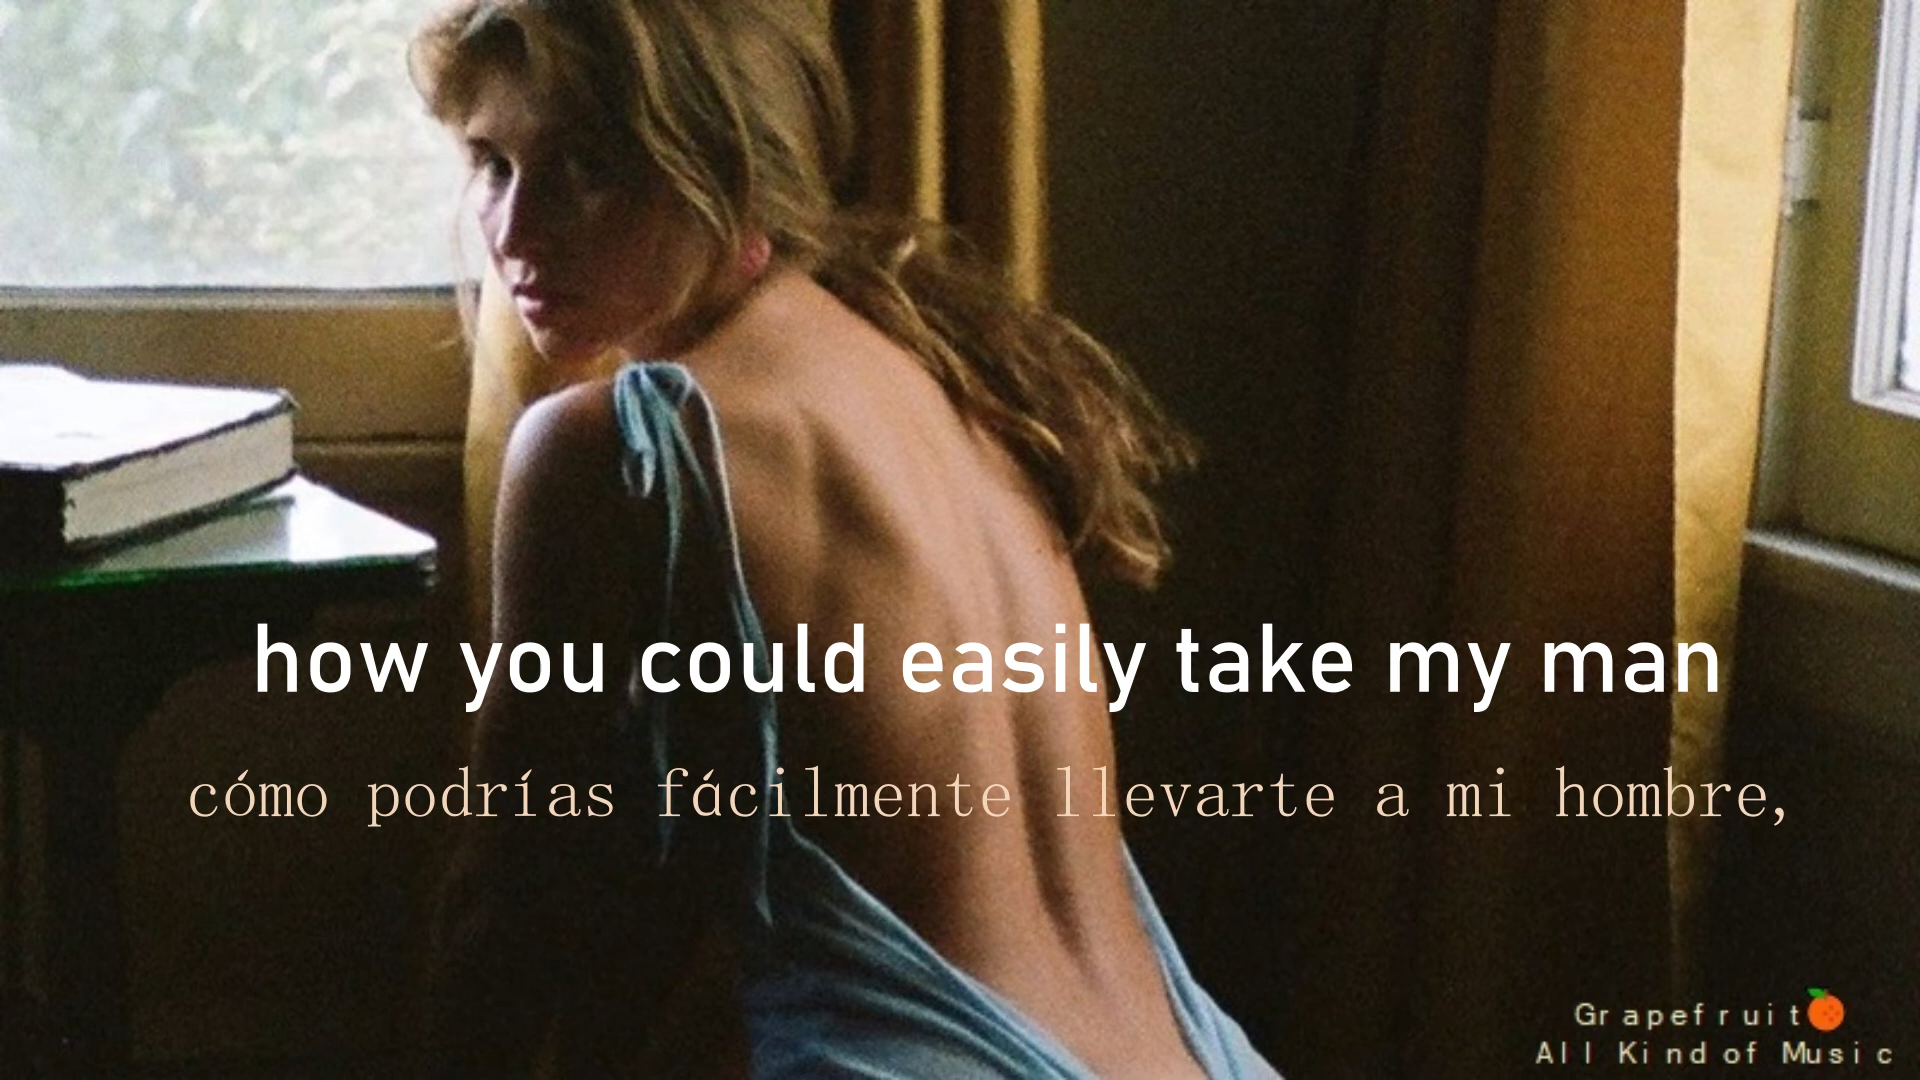 how you could easily take my man
cómo podrías fácilmente llevarte a mi hombre,
Grapefruit
All Kind of Music